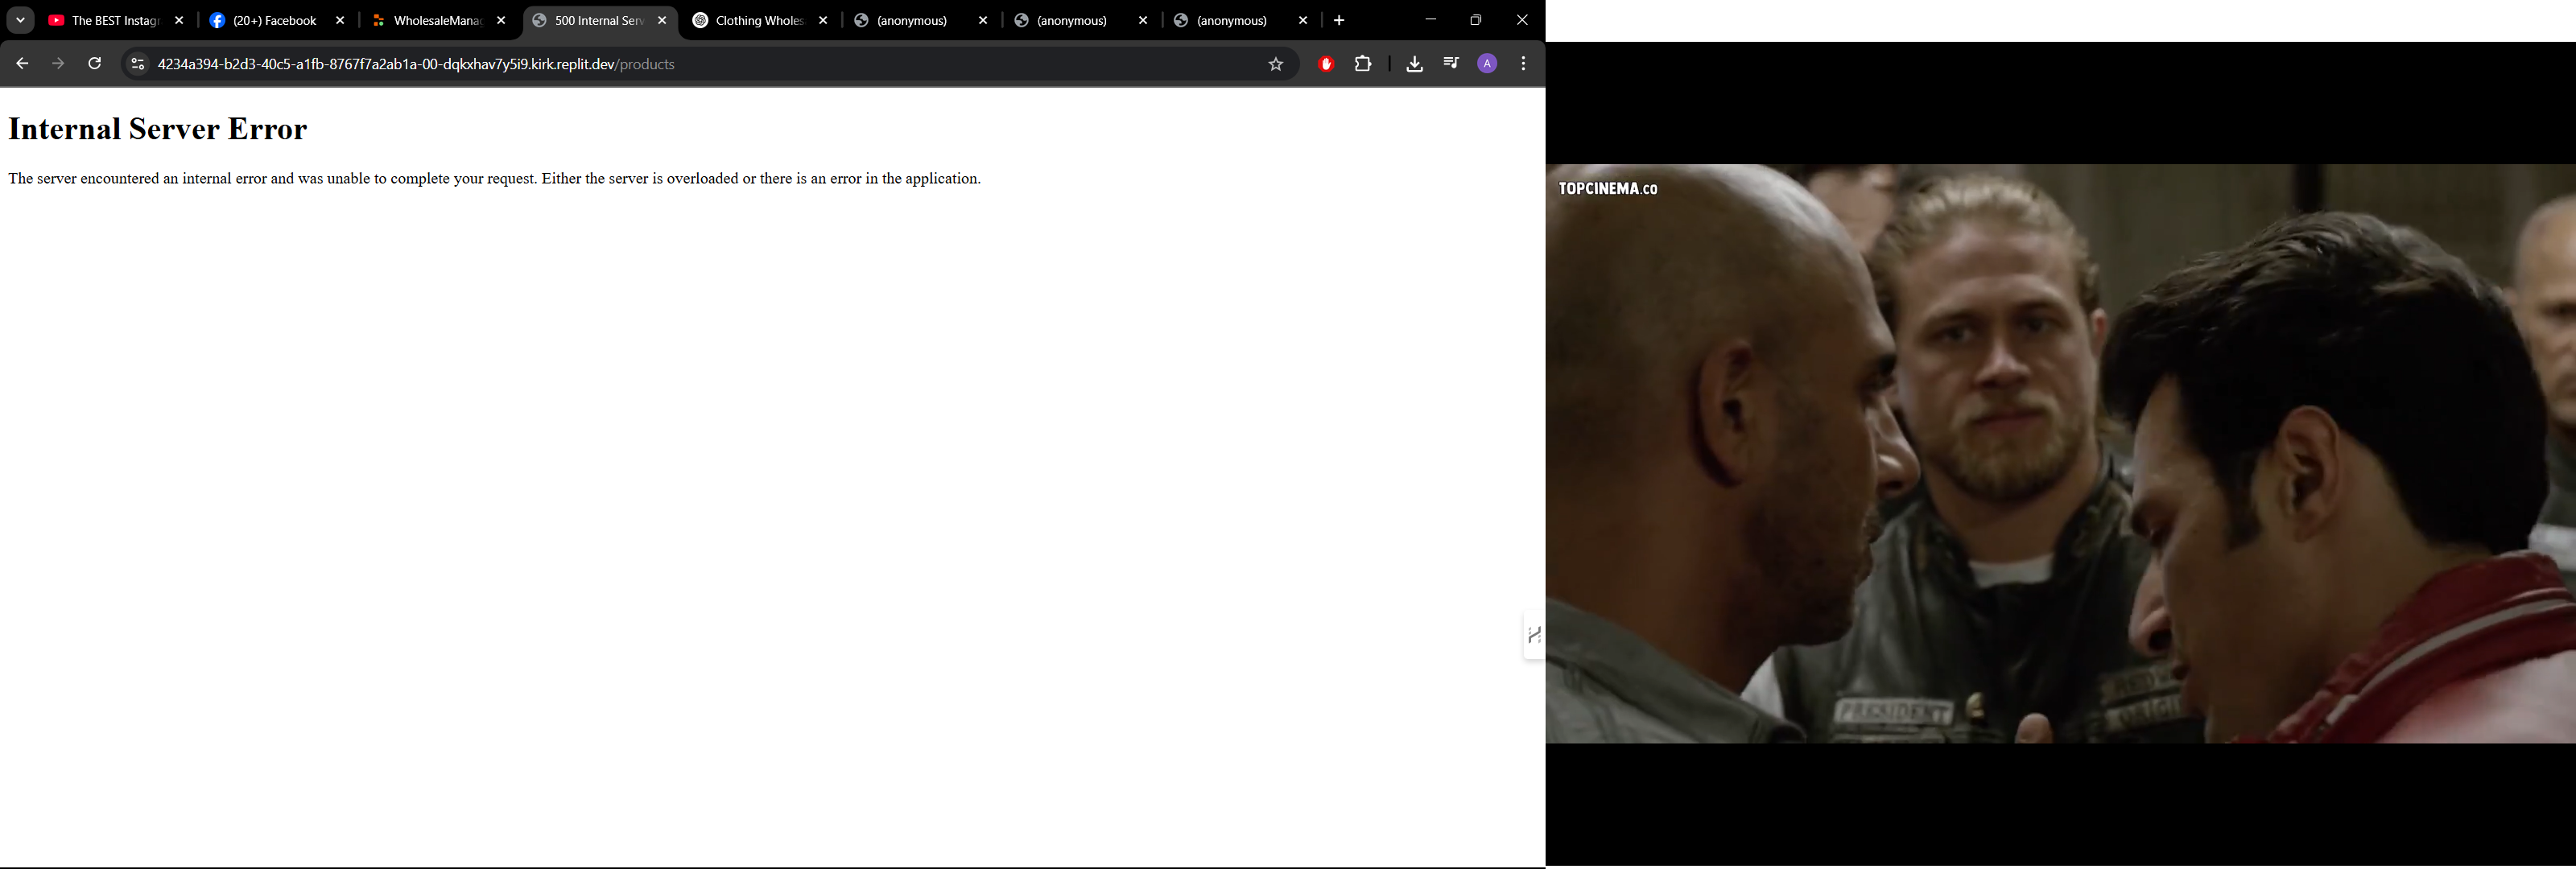 The BEST Instag
(20+) Facebook
WholesaleManag
500 Internal Serv
Clothing Wholes
(anonymous)
(anonymous)
(anonymous)
4234a394-b2d3-40c5-a1fb-8767f7a2ab1a-00-dqkxhav7y5i9.kirk.replit.dev/products
A
Internal Server Error
The server encountered an internal error and was unable to complete your request. Either the server is overloaded or there is an error in the application.
TOPCINEMA.CO
PRESIDENT